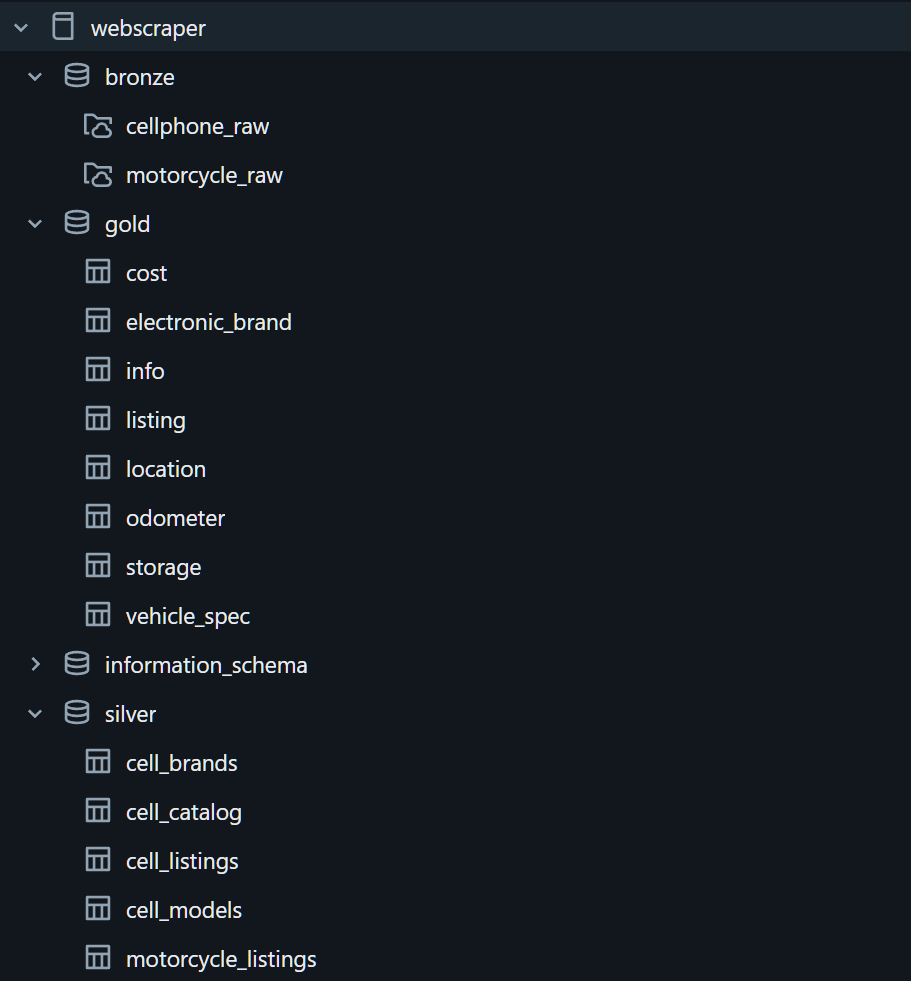 webscraper
bronze
cellphone_raw
motorcycle_raw
gold
cost
electronic_brand
info
listing
location
odometer
storage
vehicle_spec
information_schema
silver
cell_brands
cell_catalog
cell_listings
cell_models
motorcycle_listings